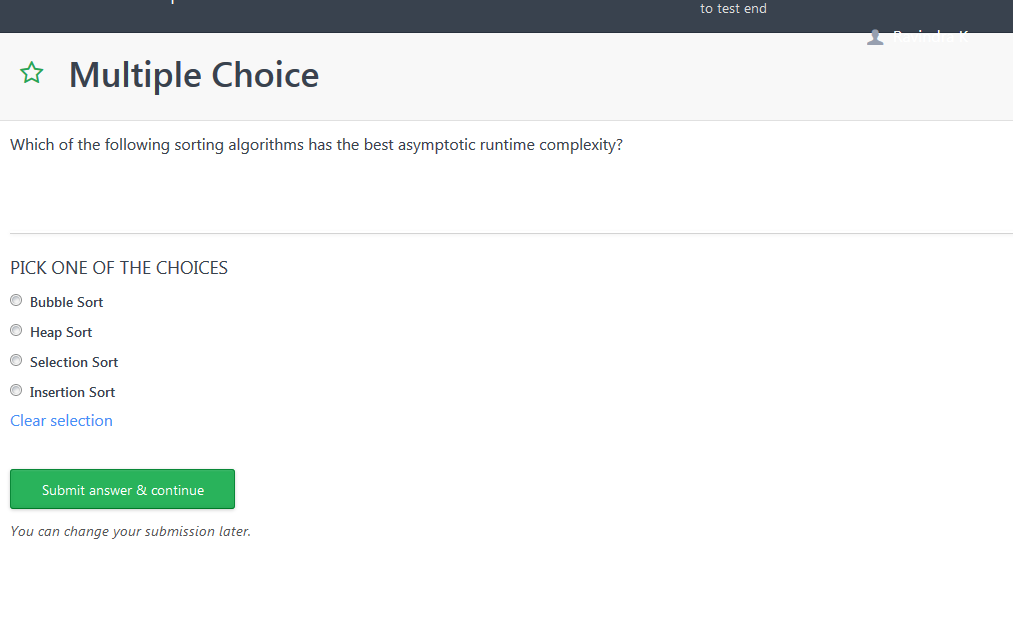 to test end
Multiple Choice
Which of the following sorting algorithms has the best asymptotic runtime complexity?
PICK ONE OF THE CHOICES
Bubble Sort
Heap Sort
Selection Sort
Insertion Sort
Clear selection
Submit answer & continue
You can change your submission later.